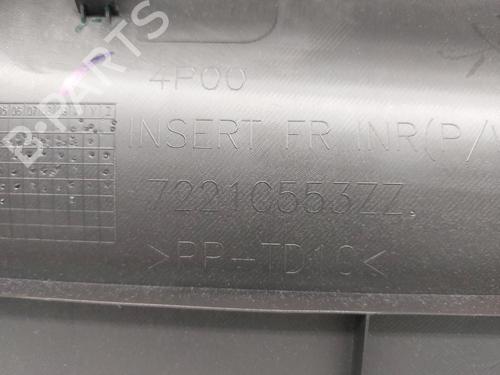 B-PARTS
4P00
INSERT FR INR(P/
7221C553ZZ
>PP-TD10<